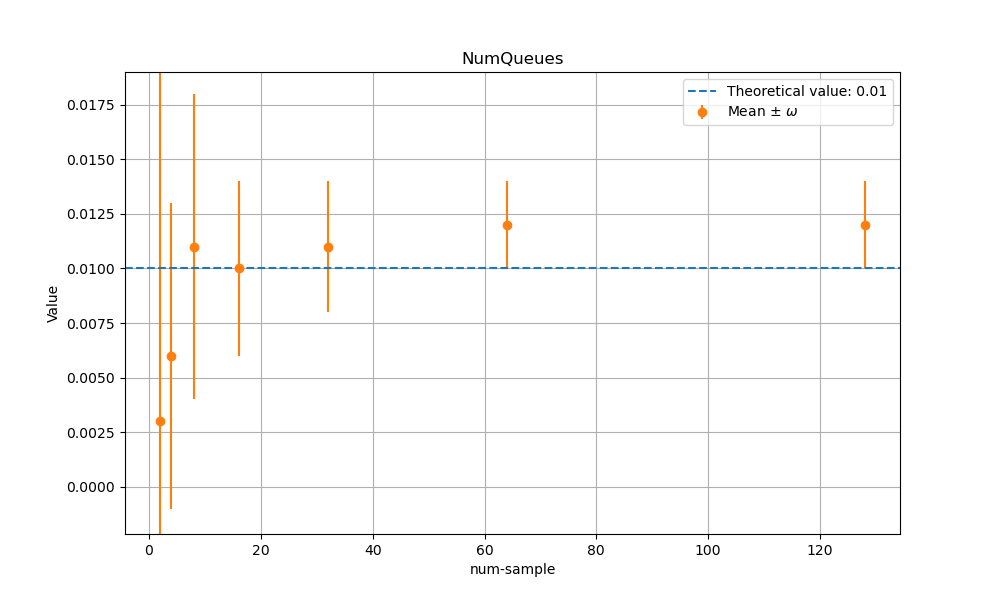 NumQueues
Theoretical value: 0.01
Mean ± ω
0.0175
0.0150
0.0125
0.0100
0.0075
0.0050
0.0025
0.0000
Value
0 20 40 60 80 100 120
num-sample